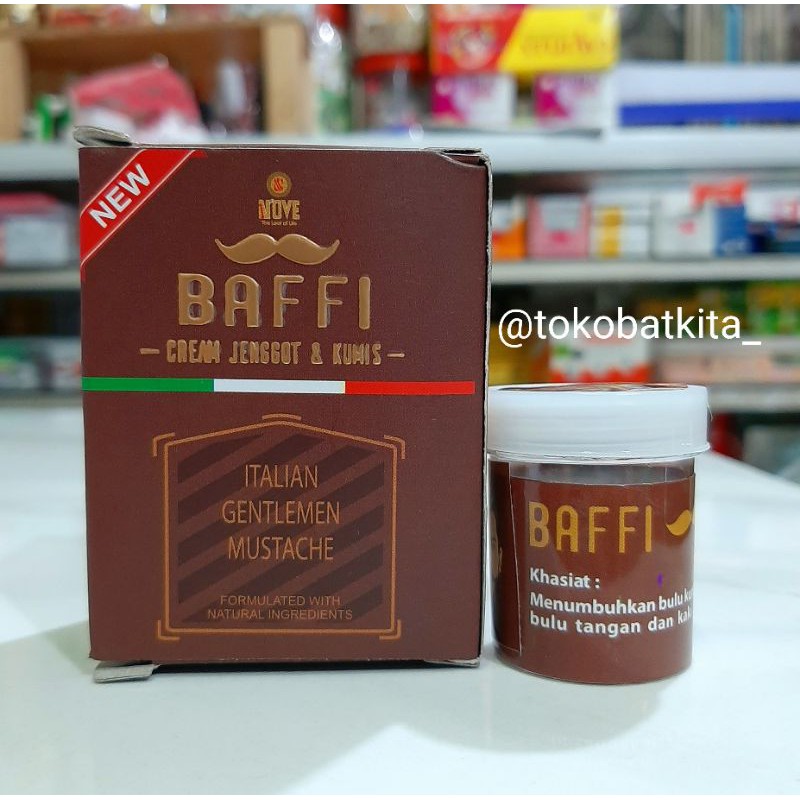 NEW
N'OVE
BAFFI
CREAM JENGGOT & KUMIS
ITALIAN
GENTLEMEN
MUSTACHE
FORMULATED WITH
NATURAL INGREDIENTS
@tokobatkita_
BAFFI
Khasiat :
Menumbuhkan bulu
bulu tangan dan